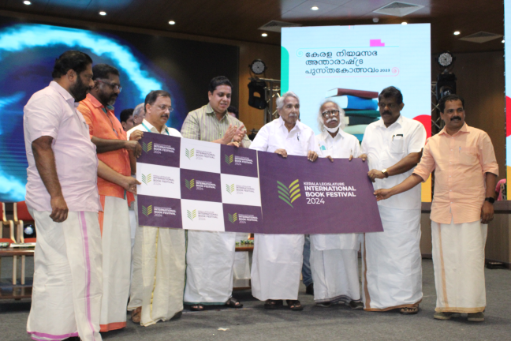 കേരള നിയമസഭ
അന്താരാഷ്ട്ര
പുസ്തകോത്സവം
KERALA LEGISLATURE
INTERNATIONAL
BOOK FESTIVAL
2024